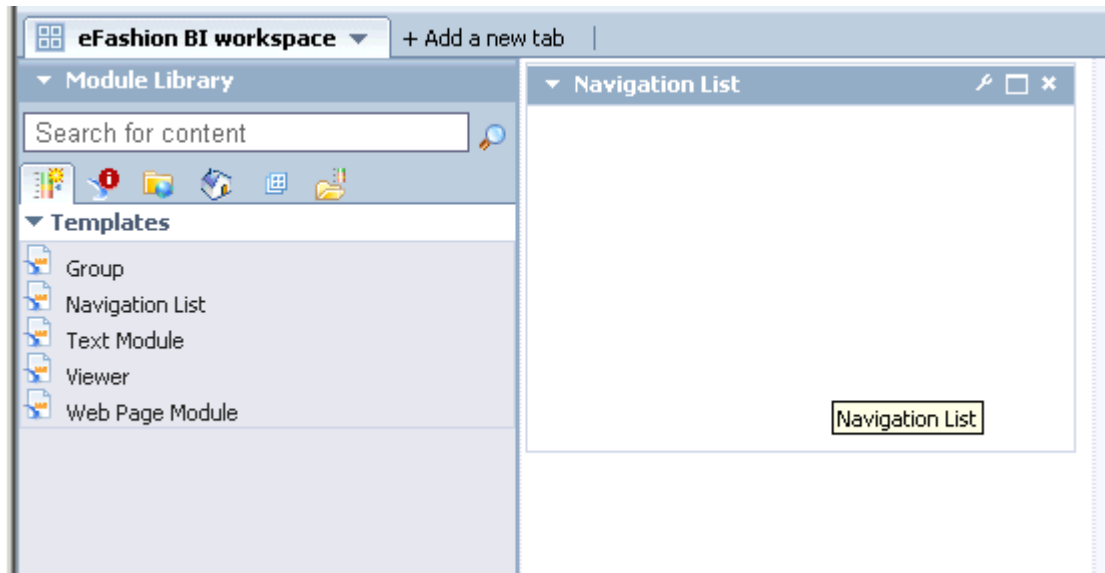 eFashion BI workspace
+ Add a new tab
Module Library
Navigation List
Search for content
Templates
Group
Navigation List
Text Module
Viewer
Web Page Module
Navigation List